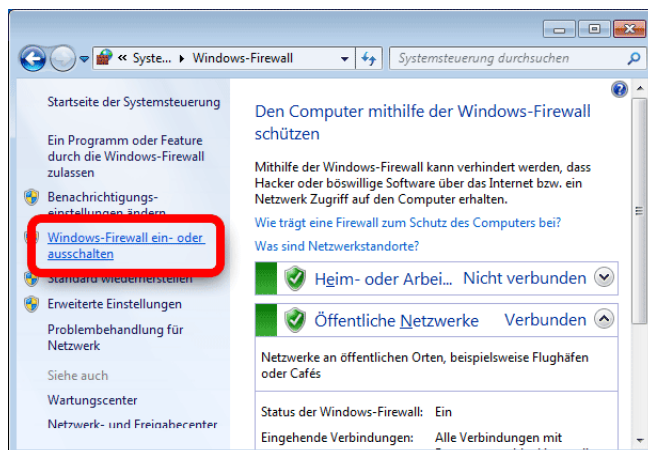 « Syste... ▸ Windows-Firewall
Systemsteuerung durchsuchen
Startseite der Systemsteuerung
Ein Programm oder Feature
durch die Windows-Firewall
zulassen
Benachrichtigungs-
einstellungen ändern
Windows-Firewall ein- oder
ausschalten
Standard wiederherstellen
Erweiterte Einstellungen
Problembehandlung für
Netzwerk
Siehe auch
Wartungscenter
Netzwerk- und Freigabecenter
Den Computer mithilfe der Windows-Firewall
schützen
Mithilfe der Windows-Firewall kann verhindert werden, dass
Hacker oder böswillige Software über das Internet bzw. ein
Netzwerk Zugriff auf den Computer erhalten.
Wie trägt eine Firewall zum Schutz des Computers bei?
Was sind Netzwerkstandorte?
Heim- oder Arbei... Nicht verbunden
Öffentliche Netzwerke Verbunden
Netzwerke an öffentlichen Orten, beispielsweise Flughäfen
oder Cafés
Status der Windows-Firewall: Ein
Eingehende Verbindungen: Alle Verbindungen mit